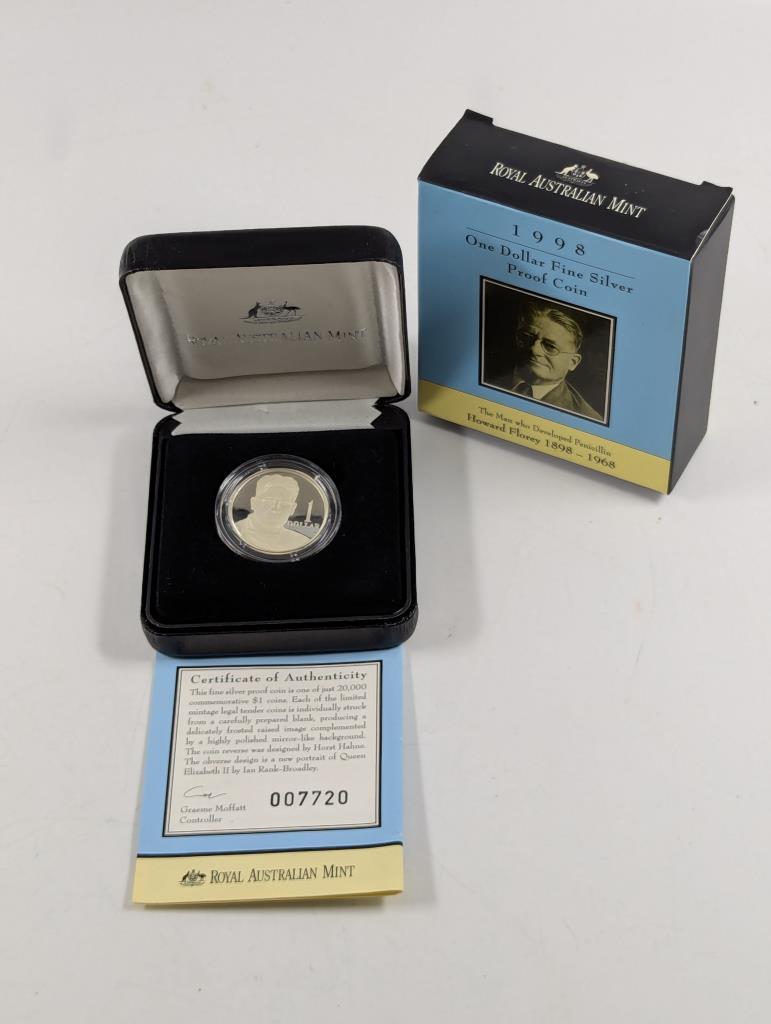 ROYAL AUSTRALIAN MINT
1998
One Dollar Fine Silver
Proof Coin
The Man who Developed Penicillin
Howard Florey 1898 – 1968
ROYAL AUSTRALIAN MINT
1
DOLLAR
Certificate of Authenticity
This fine silver proof coin is one of just 20,000
commemorative $1 coins. Each of the limited
mintage legal tender coins is individually struck
from a carefully prepared blank, producing a
delicately frosted raised image complemented
by a highly polished mirror-like background.
The coin reverse was designed by Horst Hahne.
The obverse design is a new portrait of Queen
Elizabeth II by Ian Rank-Broadley.
Graeme Moffatt
Controller
007720
ROYAL AUSTRALIAN MINT